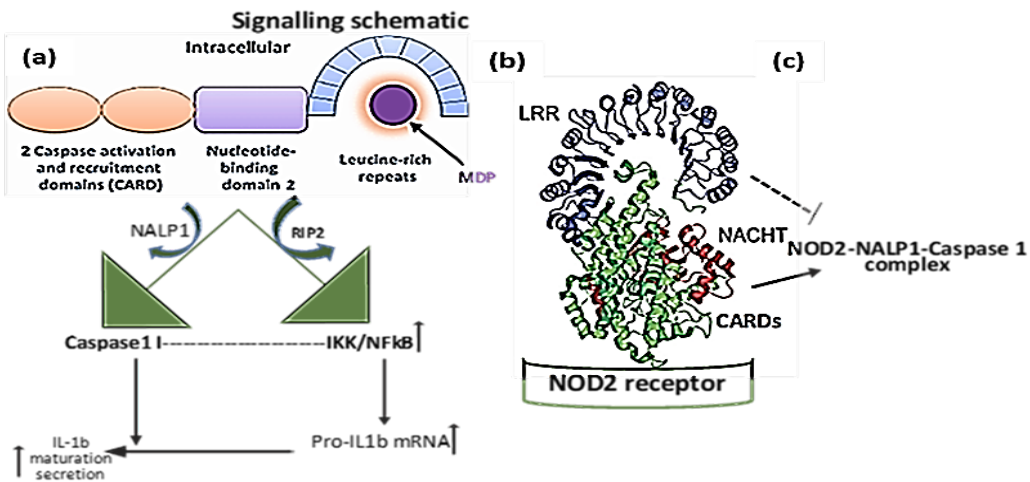 Signalling schematic
(a)
Intracellular
2 Caspase activation
and recruitment
domains (CARD)
Nucleotide-
binding
domain 2
Leucine-rich
repeats
MDP
NALP1
RIP2
Caspase1 I
IKK/NFkB
Pro-IL1b mRNA
IL-1b
maturation
secretion
(b)
LRR
NACHT
CARDs
NOD2 receptor
(c)
NOD2-NALP1-Caspase 1
complex